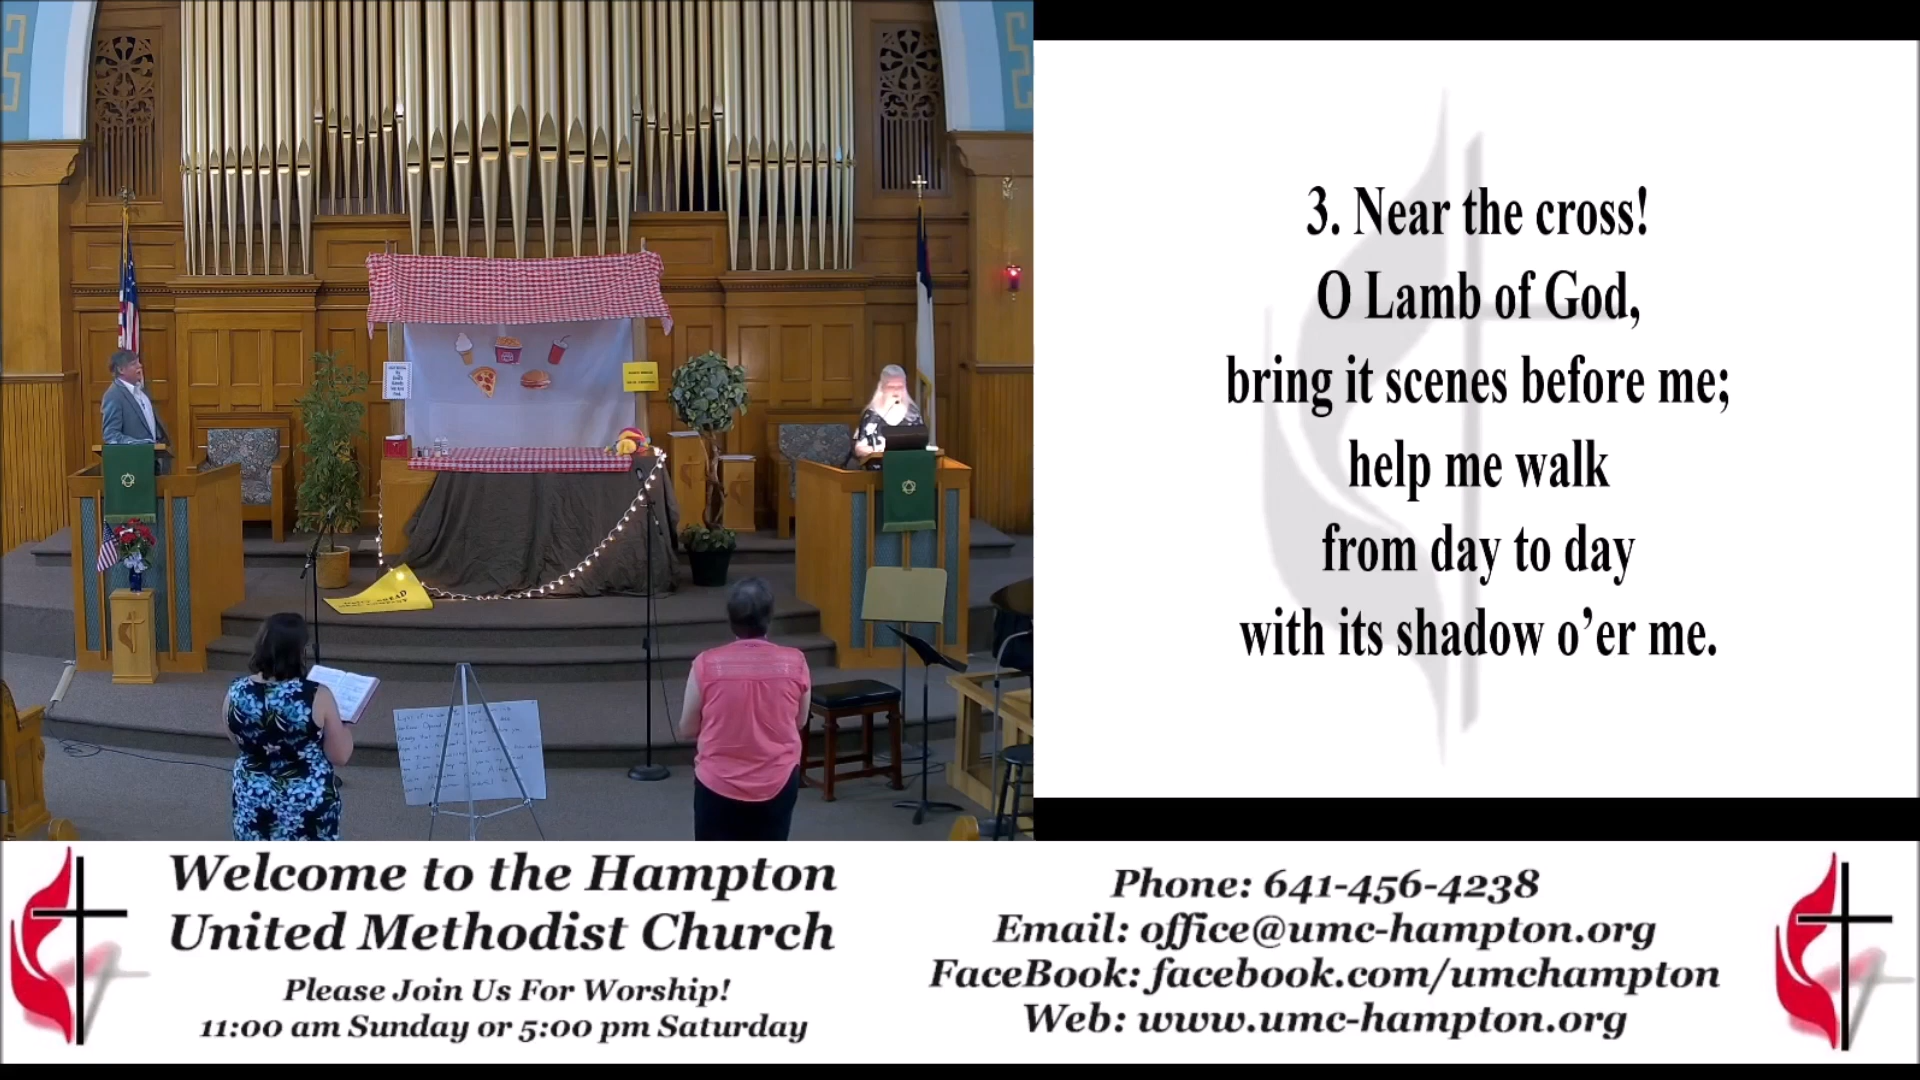 3. Near the cross!
O Lamb of God,
bring it scenes before me;
help me walk
from day to day
with its shadow o’er me.
Welcome to the Hampton
United Methodist Church
Please Join Us For Worship!
11:00 am Sunday or 5:00 pm Saturday
Phone: 641-456-4238
Email: office@umc-hampton.org
FaceBook: facebook.com/umchampton
Web: www.umc-hampton.org